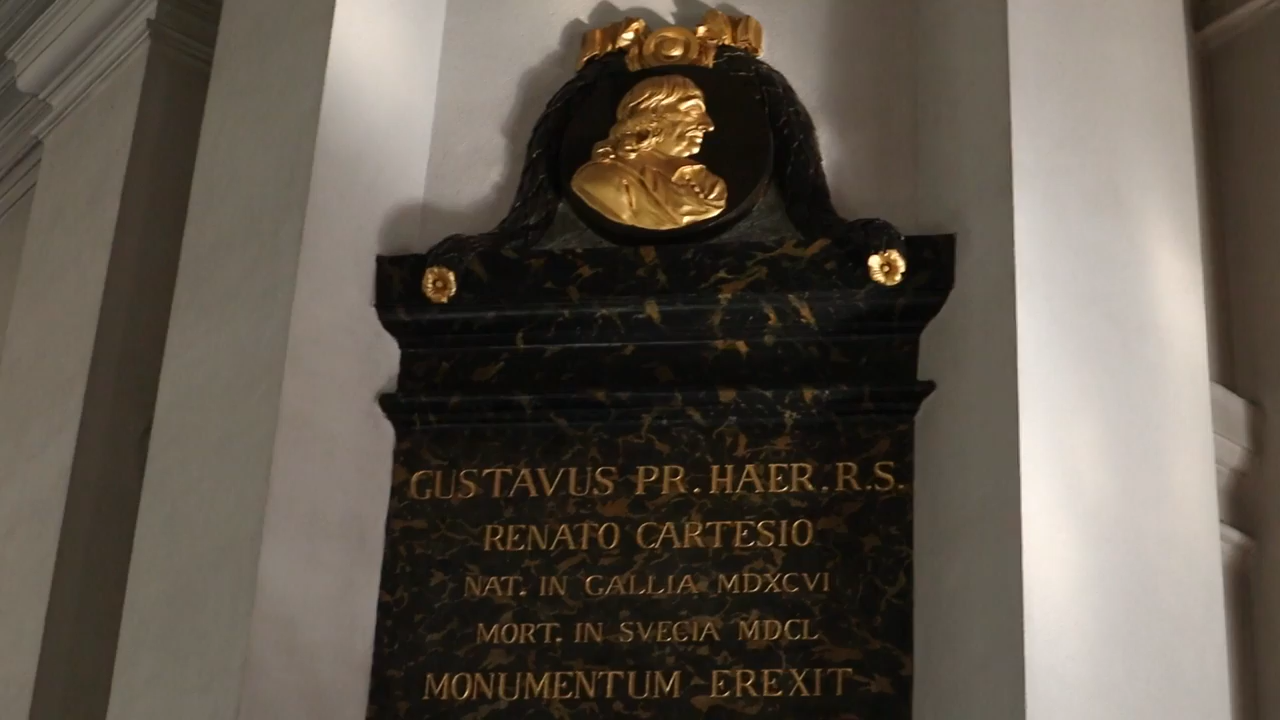 GUSTAVUS PR. HAER. R.S.
RENATO CARTESIO
NAT. IN GALLIA MDXCVI
MORT. IN SVECIA MDCL
MONUMENTUM EREXIT